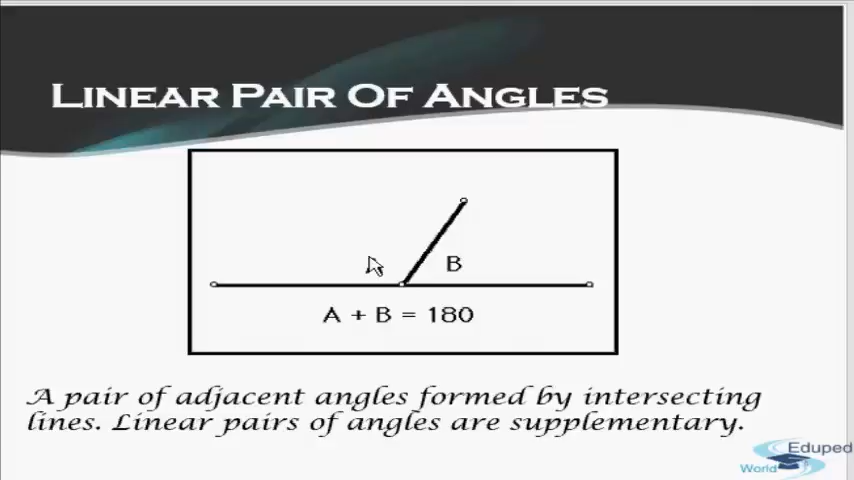 LINEAR PAIR OF ANGLES
B
A + B = 180
A pair of adjacent angles formed by intersecting
lines. Linear pairs of angles are supplementary.
Eduped
World